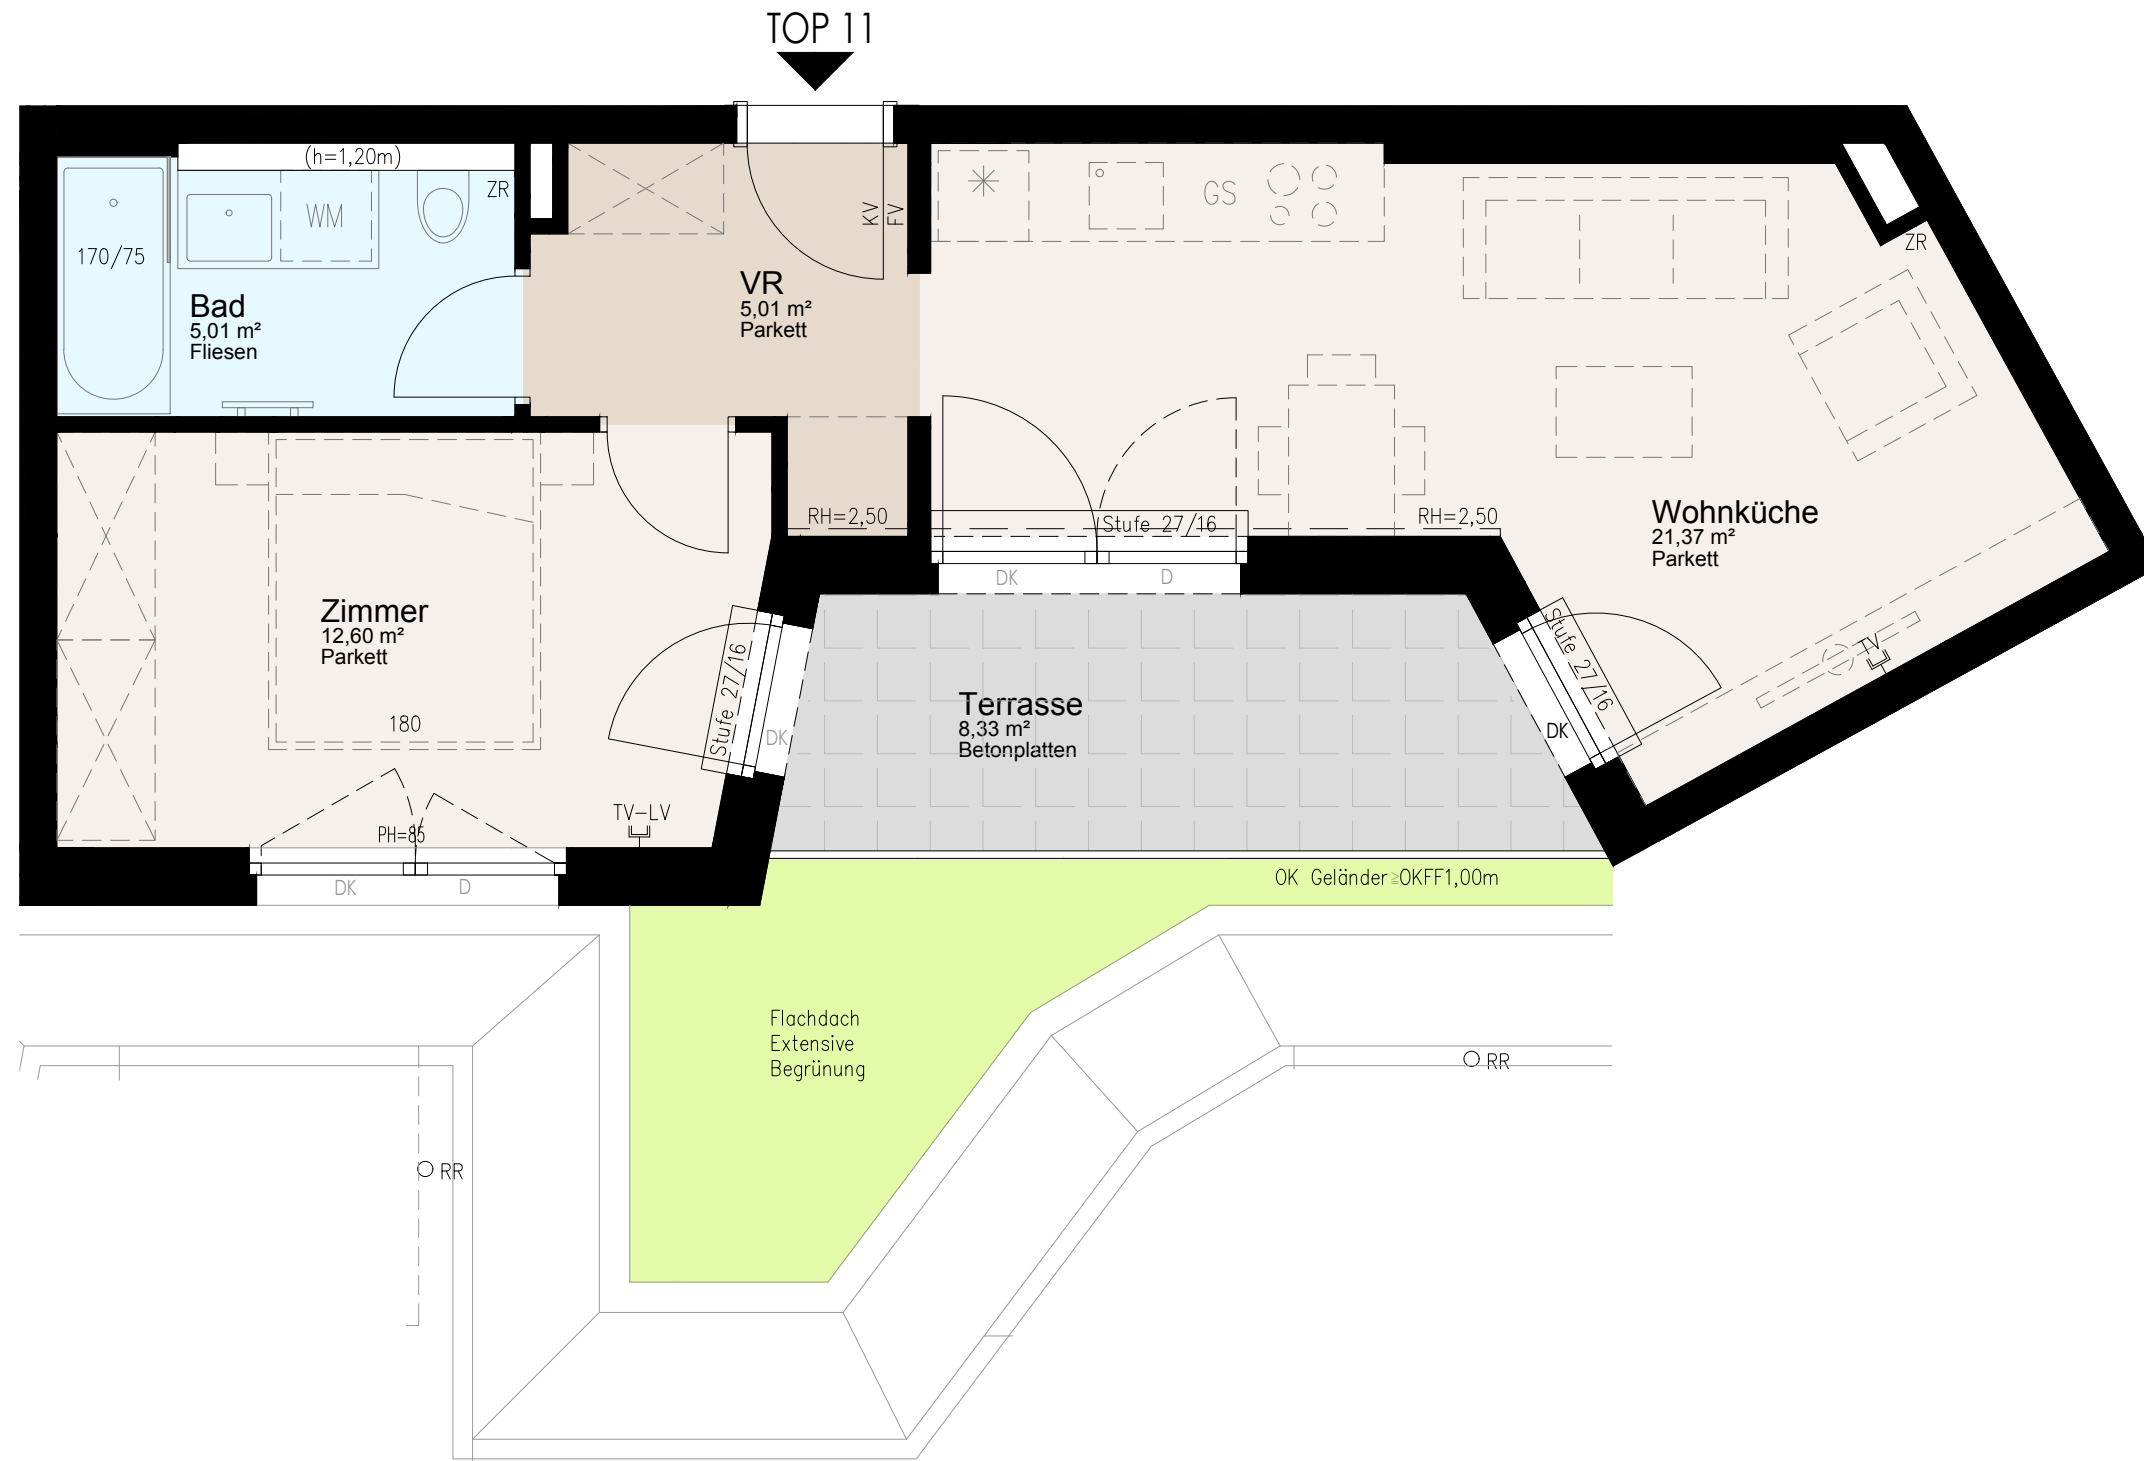 TOP 11
(h=1,20m)
ZR
WM
170/75
Bad
5,01 m²
Fliesen
KV
FV
VR
5,01 m²
Parkett
GS
ZR
RH=2,50
Stufe 27/16
RH=2,50
DK
D
Wohnküche
21,37 m²
Parkett
Stufe 27/16
DK
TV
Zimmer
12,60 m²
Parkett
180
Stufe 27/16
DK
TV-LV
PH=85
DK
D
Terrasse
8,33 m²
Betonplatten
OK Geländer≧OKFF1,00m
Flachdach
Extensive
Begrünung
RR
RR